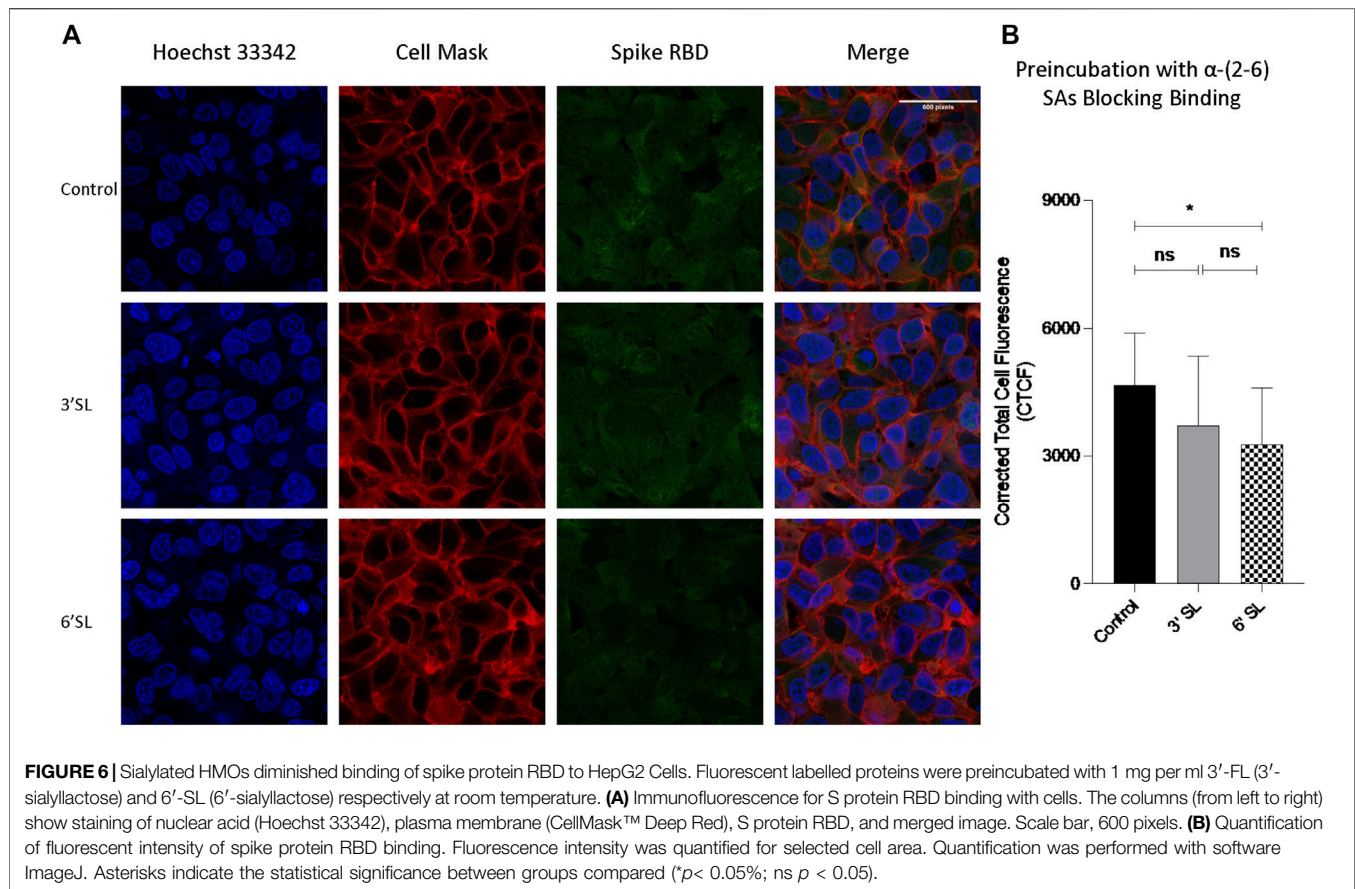 A
Hoechst 33342
Cell Mask
Spike RBD
Merge
600 pixels
Control
3′SL
6′SL
B
Preincubation with α-(2-6)
SAs Blocking Binding
Corrected Total Cell Fluorescence
(CTCF)
9000
6000
3000
0
*
ns
ns
Control
3' SL
6' SL
FIGURE 6 | Sialylated HMOs diminished binding of spike protein RBD to HepG2 Cells. Fluorescent labelled proteins were preincubated with 1 mg per ml 3′-FL (3′-
sialyllactose) and 6′-SL (6′-sialyllactose) respectively at room temperature. (A) Immunofluorescence for S protein RBD binding with cells. The columns (from left to right)
show staining of nuclear acid (Hoechst 33342), plasma membrane (CellMask™ Deep Red), S protein RBD, and merged image. Scale bar, 600 pixels. (B) Quantification
of fluorescent intensity of spike protein RBD binding. Fluorescence intensity was quantified for selected cell area. Quantification was performed with software
ImageJ. Asterisks indicate the statistical significance between groups compared (*p< 0.05%; ns p < 0.05).